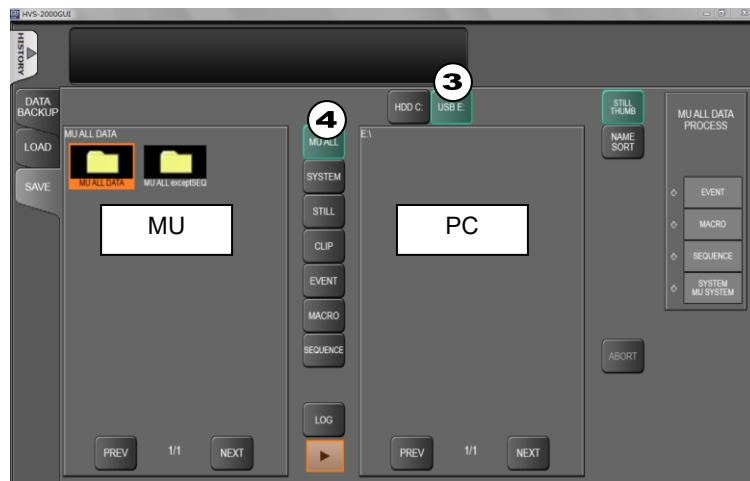 HVS-2000GUI
HISTORY
3
DATA
BACKUP
HDD C:
USB E:
STILL
THUMB
MU ALL DATA
PROCESS
4
LOAD
MU ALL DATA
MU ALL
E:\
NAME
SORT
MU ALL DATA
MU ALL exceptSEQ
SYSTEM
SAVE
EVENT
STILL
MU
PC
MACRO
CLIP
SEQUENCE
EVENT
SYSTEM
MU SYSTEM
MACRO
SEQUENCE
ABORT
LOG
PREV
1/1
NEXT
PREV
1/1
NEXT